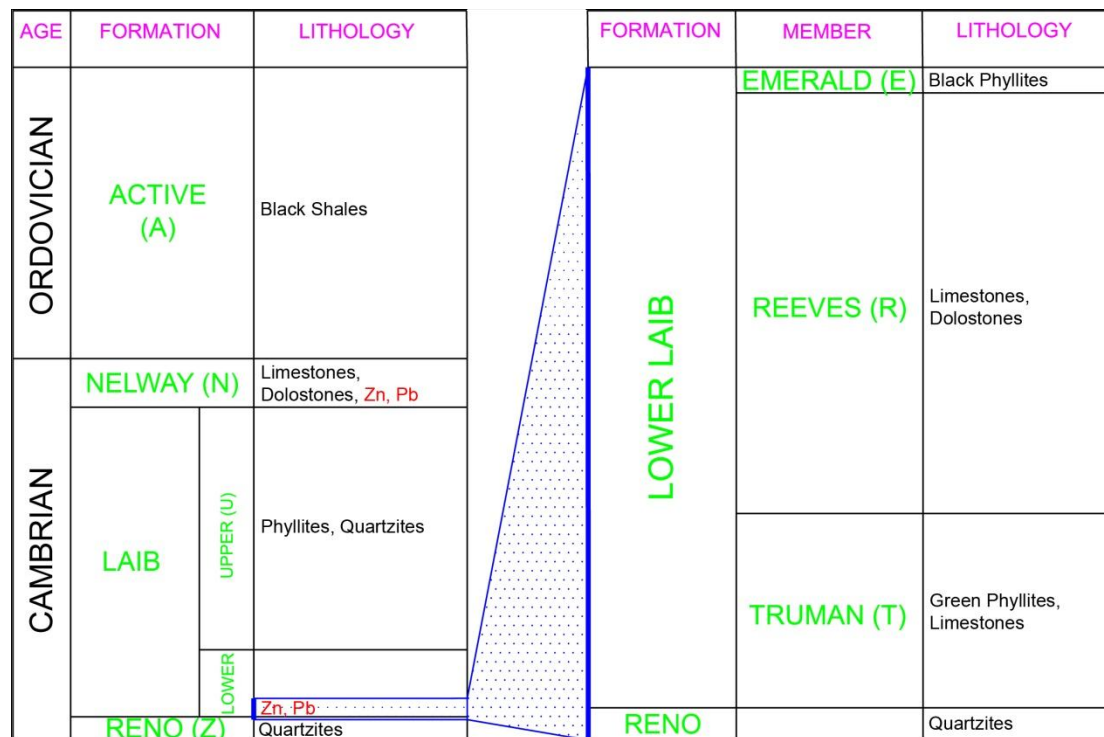 AGE FORMATION LITHOLOGY
ORDOVICIAN
ACTIVE
(A)
Black Shales
CAMBRIAN
NELWAY (N)
Limestones,
Dolostones, Zn, Pb
LAIB
UPPER (U)
Phyllites, Quartzites
LOWER
Zn, Pb
RENO (Z)
Quartzites
FORMATION MEMBER LITHOLOGY
LOWER LAIB
EMERALD (E)
Black Phyllites
REEVES (R)
Limestones,
Dolostones
TRUMAN (T)
Green Phyllites,
Limestones
RENO
Quartzites